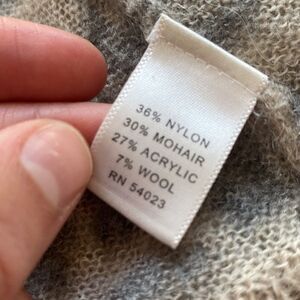 36% NYLON
30% MOHAIR
27% ACRYLIC
7% WOOL
RN 54023